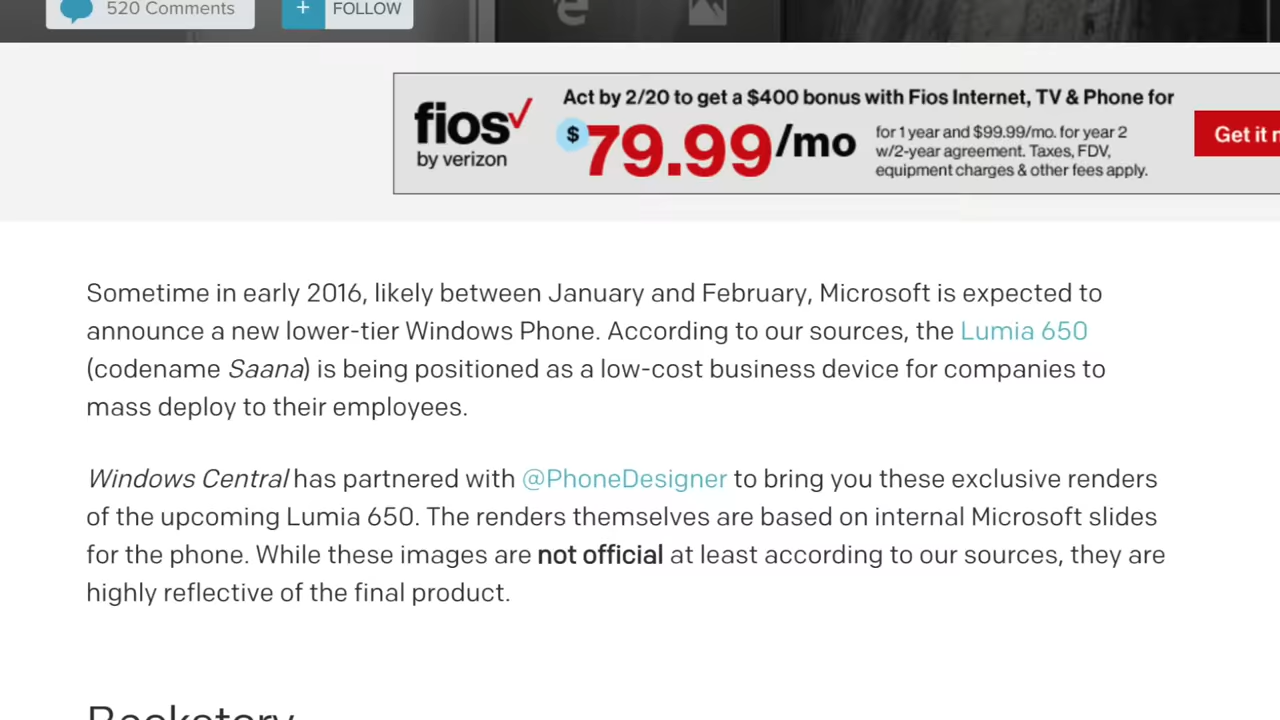 520 Comments
+ FOLLOW
fios
by verizon
Act by 2/20 to get a $400 bonus with Fios Internet, TV & Phone for
$79.99/mo
for 1 year and $99.99/mo. for year 2
w/2-year agreement. Taxes, FDV,
equipment charges & other fees apply.
Get it
Sometime in early 2016, likely between January and February, Microsoft is expected to
announce a new lower-tier Windows Phone. According to our sources, the Lumia 650
(codename Saana) is being positioned as a low-cost business device for companies to
mass deploy to their employees.
Windows Central has partnered with @PhoneDesigner to bring you these exclusive renders
of the upcoming Lumia 650. The renders themselves are based on internal Microsoft slides
for the phone. While these images are not official at least according to our sources, they are
highly reflective of the final product.